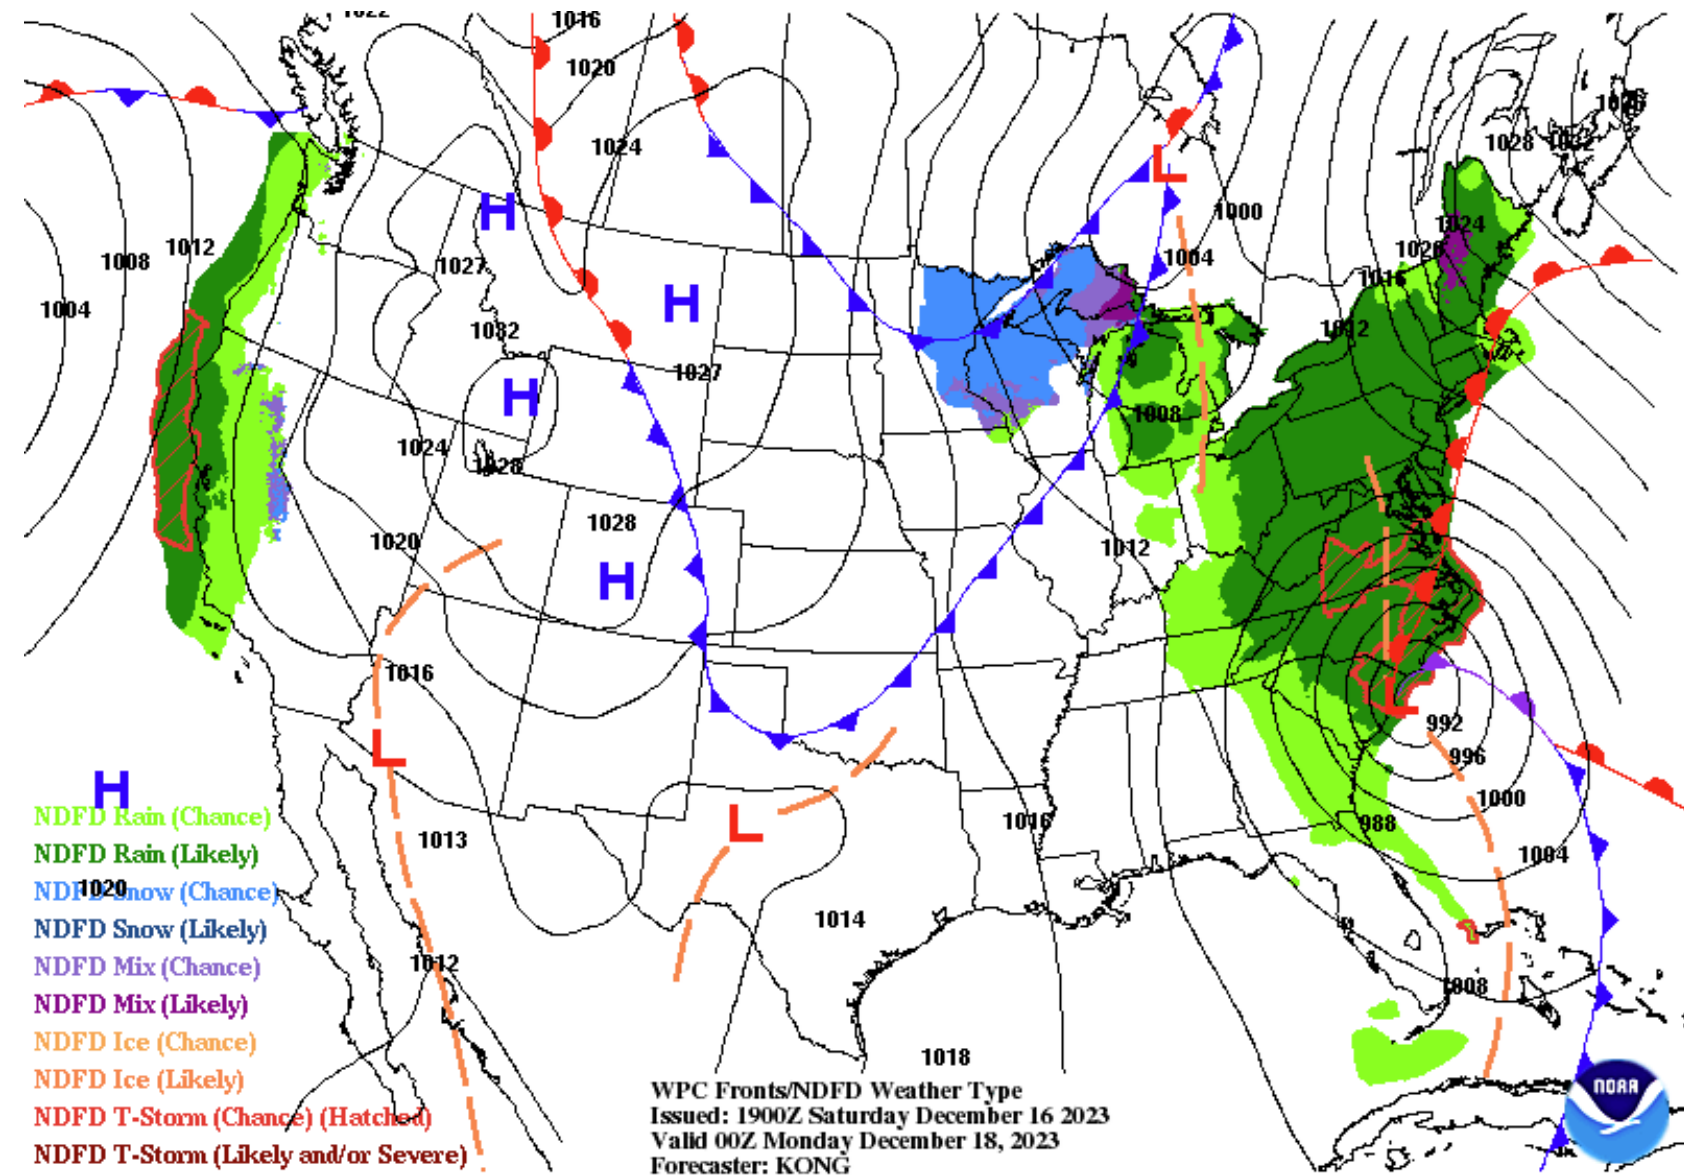 1022
1016
1020
1024
1028
1032
L
1000
1004
H
1027
1024
1020
1016
1012
1008
1012
1004
H
1032
1027
H
1008
1024
1028
1028
H
1020
1012
1016
L
L
992
996
1000
988
1004
1016
1013
L
1014
1012
1008
1018
H
NDFD Rain (Chance)
NDFD Rain (Likely)
NDFD Snow (Chance)
1020
NDFD Snow (Likely)
NDFD Mix (Chance)
NDFD Mix (Likely)
NDFD Ice (Chance)
NDFD Ice (Likely)
NDFD T-Storm (Chance) (Hatched)
NDFD T-Storm (Likely and/or Severe)
WPC Fronts/NDFD Weather Type
Issued: 1900Z Saturday December 16 2023
Valid 00Z Monday December 18, 2023
Forecaster: KONG
NOAA